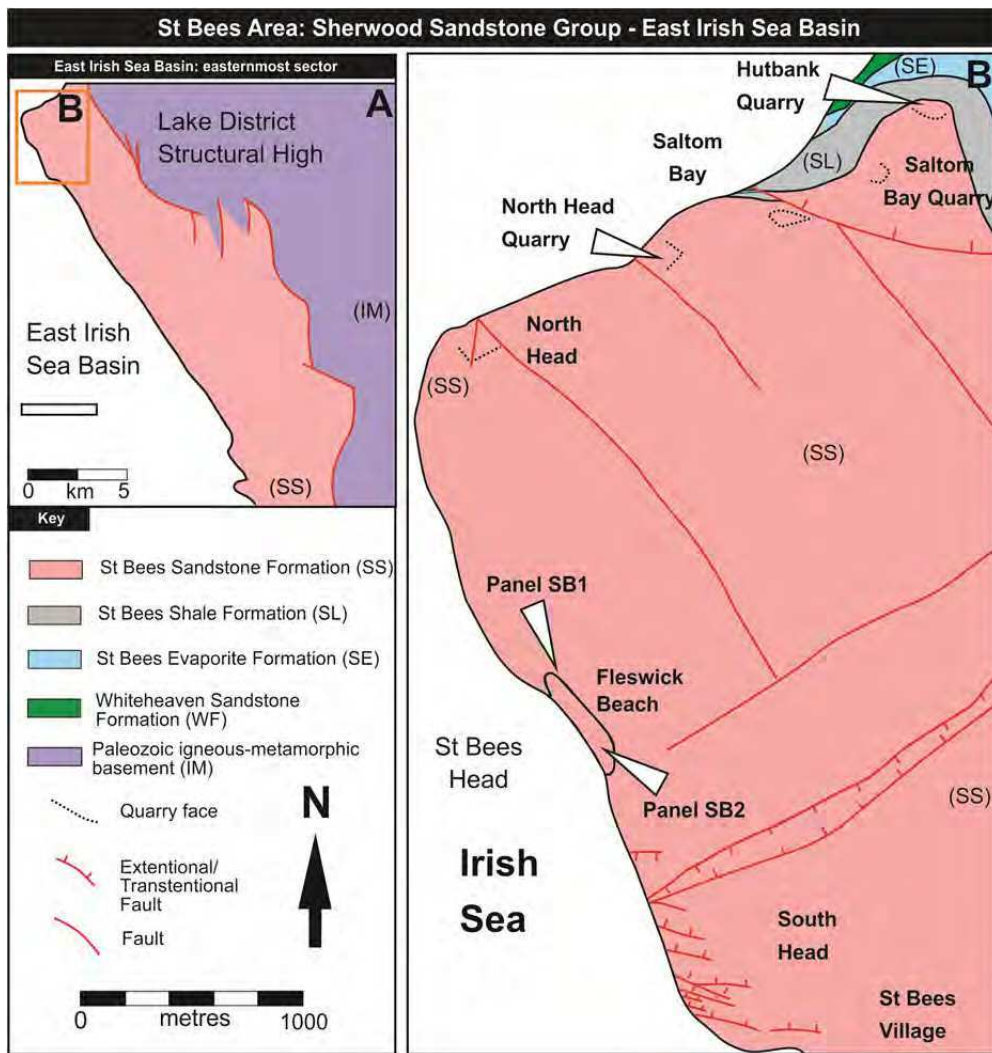 St Bees Area: Sherwood Sandstone Group - East Irish Sea Basin
East Irish Sea Basin: easternmost sector
B
A
Lake District
Structural High
(IM)
East Irish
Sea Basin
0 km 5
(SS)
Key
St Bees Sandstone Formation (SS)
St Bees Shale Formation (SL)
St Bees Evaporite Formation (SE)
Whiteheaven Sandstone
Formation (WF)
Paleozoic igneous-metamorphic
basement (IM)
Quarry face
N
Extentional/
Transtentional
Fault
Fault
0 metres 1000
B
Hutbank
Quarry
(SE)
Saltom
Bay
(SL)
Saltom
Bay Quarry
North Head
Quarry
North
Head
(SS)
(SS)
Panel SB1
Fleswick
Beach
St Bees
Head
Panel SB2
(SS)
Irish
Sea
South
Head
St Bees
Village